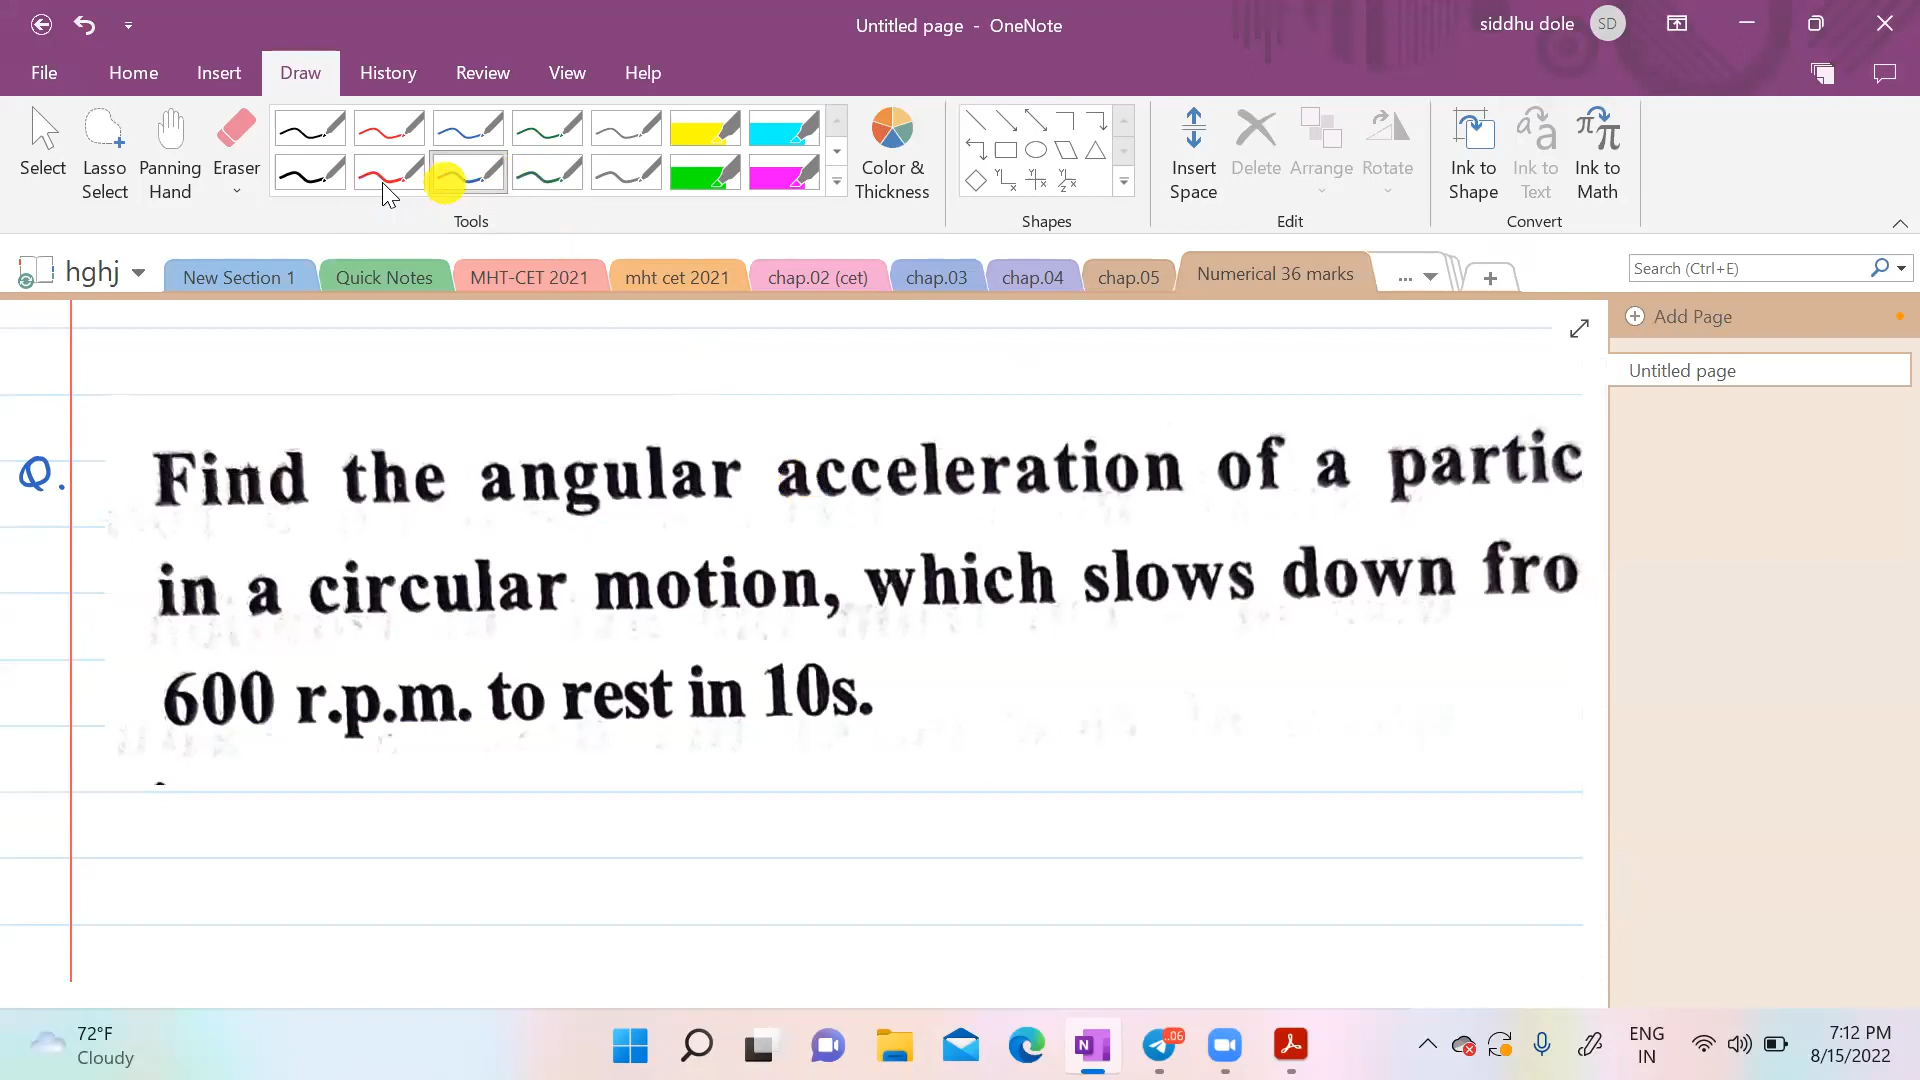 Untitled page - OneNote
siddhu dole
SD
File
Home
Insert
Draw
History
Review
View
Help
Select
Lasso
Select
Panning
Hand
Eraser
Color &
Thickness
Insert
Space
Delete
Arrange
Rotate
Ink to
Shape
Ink to
Text
Ink to
Math
Tools
Shapes
Edit
Convert
hghj
New Section 1
Quick Notes
MHT-CET 2021
mht cet 2021
chap.02 (cet)
chap.03
chap.04
chap.05
Numerical 36 marks
...
Search (Ctrl+E)
Add Page
Untitled page
Q.
Find the angular acceleration of a partic
in a circular motion, which slows down fro
600 r.p.m. to rest in 10s.
72°F
Cloudy
..06
ENG
IN
7:12 PM
8/15/2022